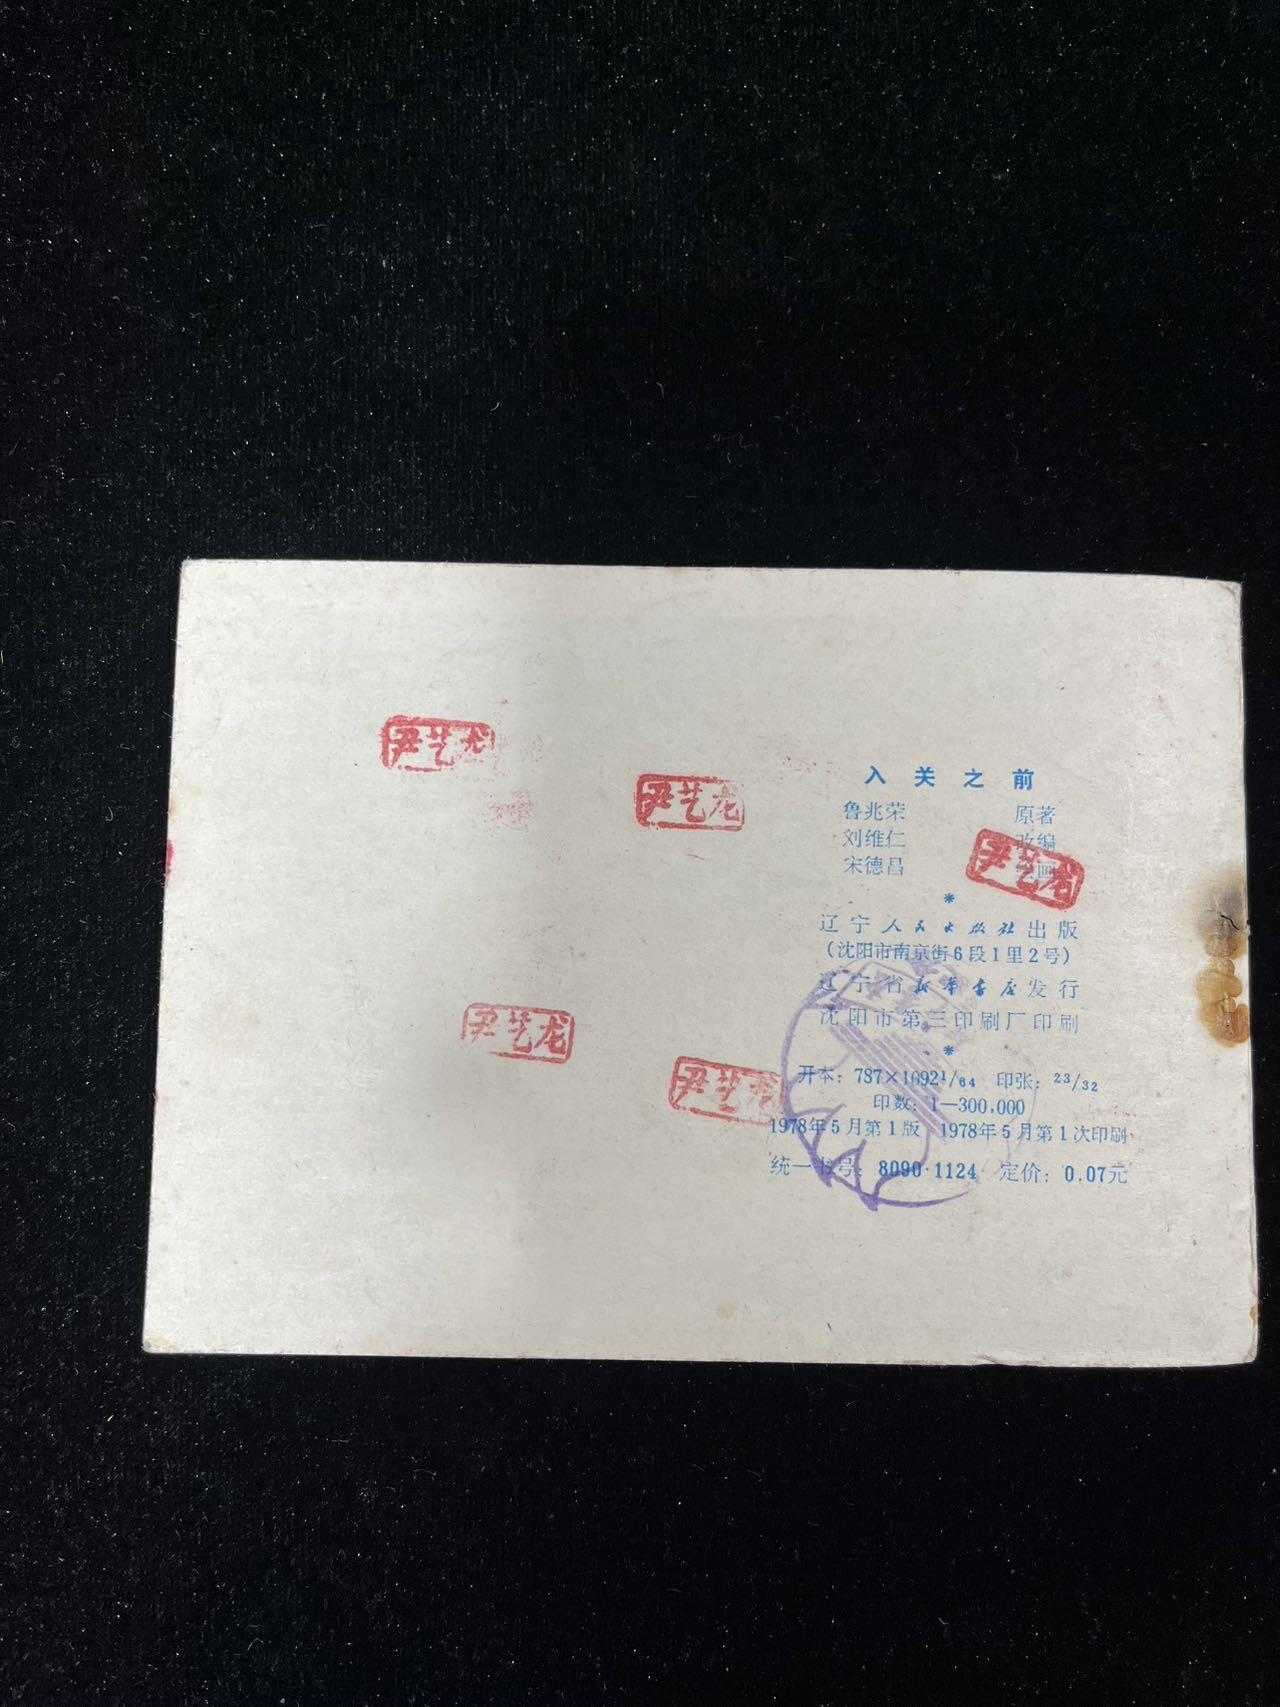 入关之前
鲁兆荣 原著
刘维仁 改编
宋德昌 画
*
辽宁人民出版社出版
(沈阳市南京街6段1里2号)
辽宁省新华书店发行
沈阳市第三印刷厂印刷
*
开本：787×1092 1/64 印张：23/32
印数：1—300,000
1978年5月第1版 1978年5月第1次印刷
统一书号：8090·1124 定价：0.07元
尹艺龙
尹艺龙
尹艺龙
尹艺龙
尹艺龙